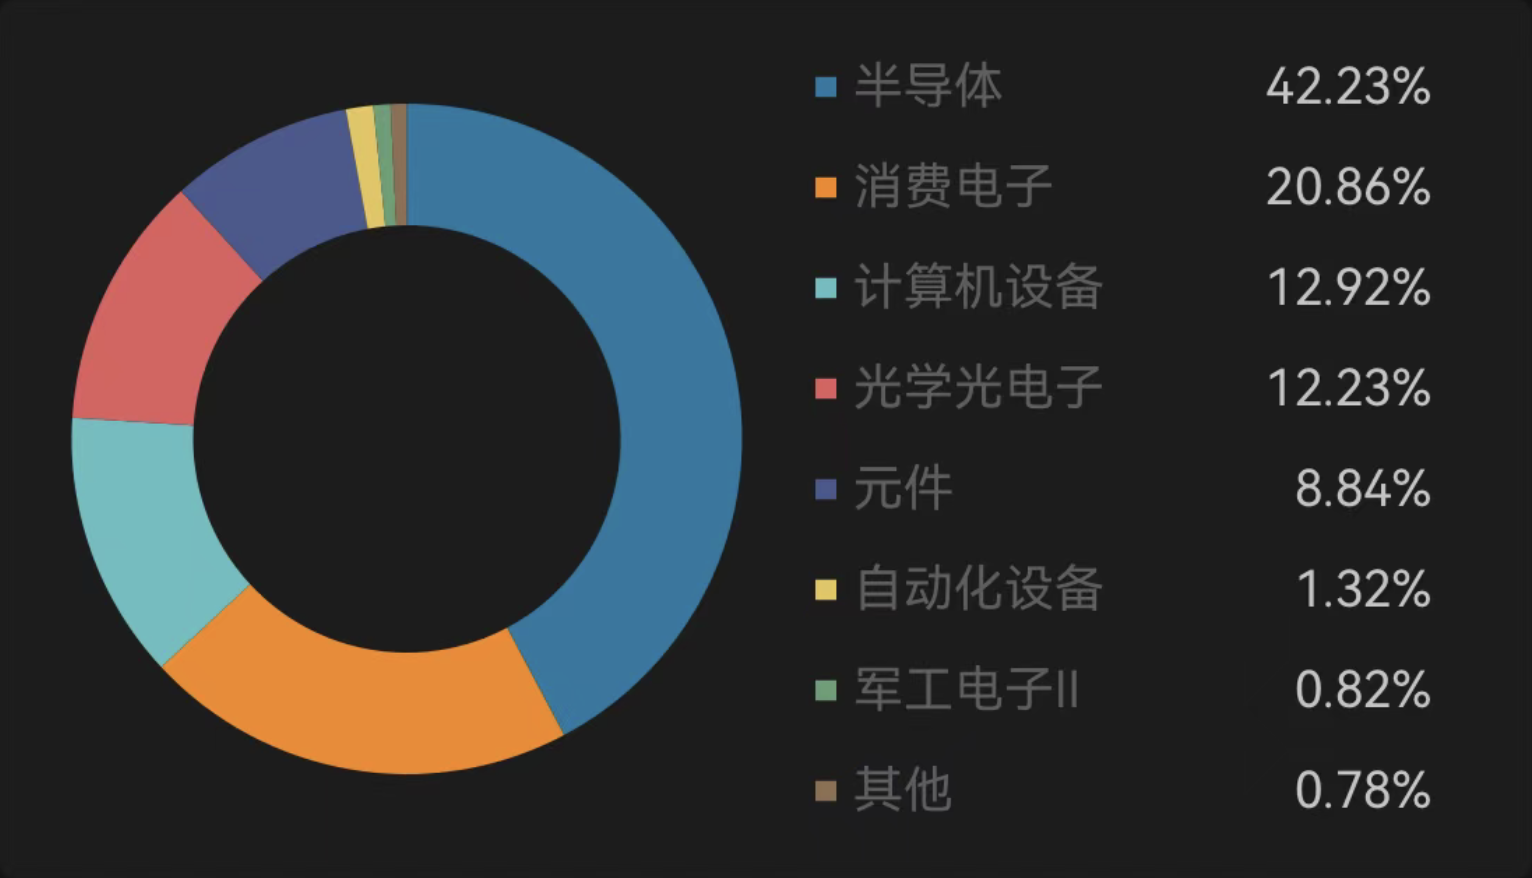 半导体 42.23%
消费电子 20.86%
计算机设备 12.92%
光学光电子 12.23%
元件 8.84%
自动化设备 1.32%
军工电子II 0.82%
其他 0.78%